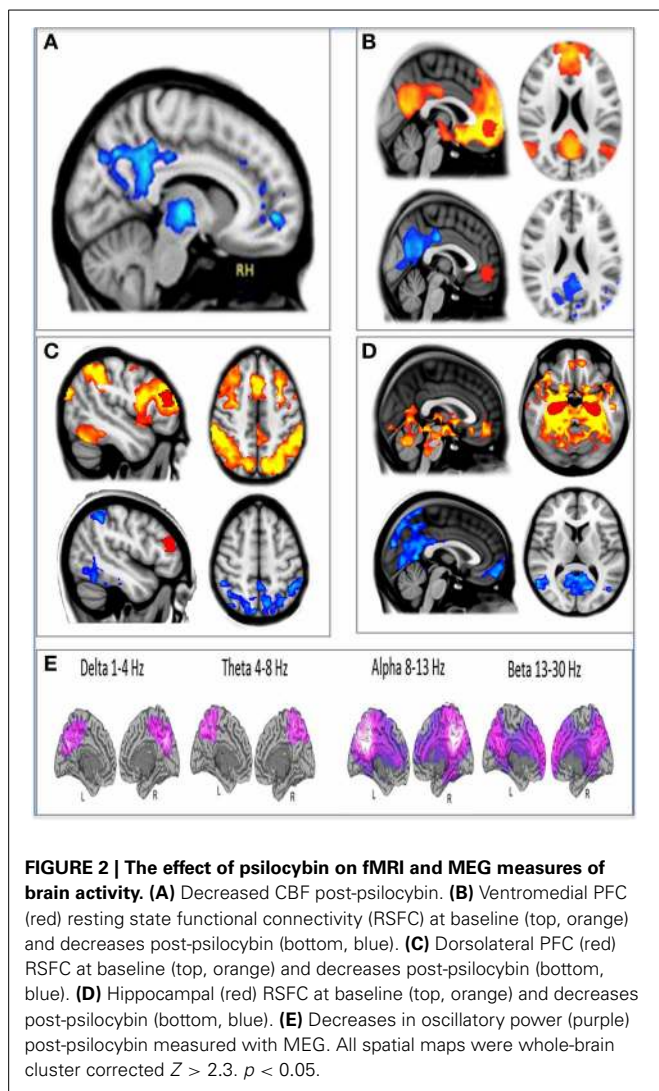 A
B
RH
C
D
E
Delta 1-4 Hz Theta 4-8 Hz Alpha 8-13 Hz Beta 13-30 Hz
L R L R L R L R
FIGURE 2 | The effect of psilocybin on fMRI and MEG measures of
brain activity. (A) Decreased CBF post-psilocybin. (B) Ventromedial PFC
(red) resting state functional connectivity (RSFC) at baseline (top, orange)
and decreases post-psilocybin (bottom, blue). (C) Dorsolateral PFC (red)
RSFC at baseline (top, orange) and decreases post-psilocybin (bottom,
blue). (D) Hippocampal (red) RSFC at baseline (top, orange) and decreases
post-psilocybin (bottom, blue). (E) Decreases in oscillatory power (purple)
post-psilocybin measured with MEG. All spatial maps were whole-brain
cluster corrected Z > 2.3. p < 0.05.